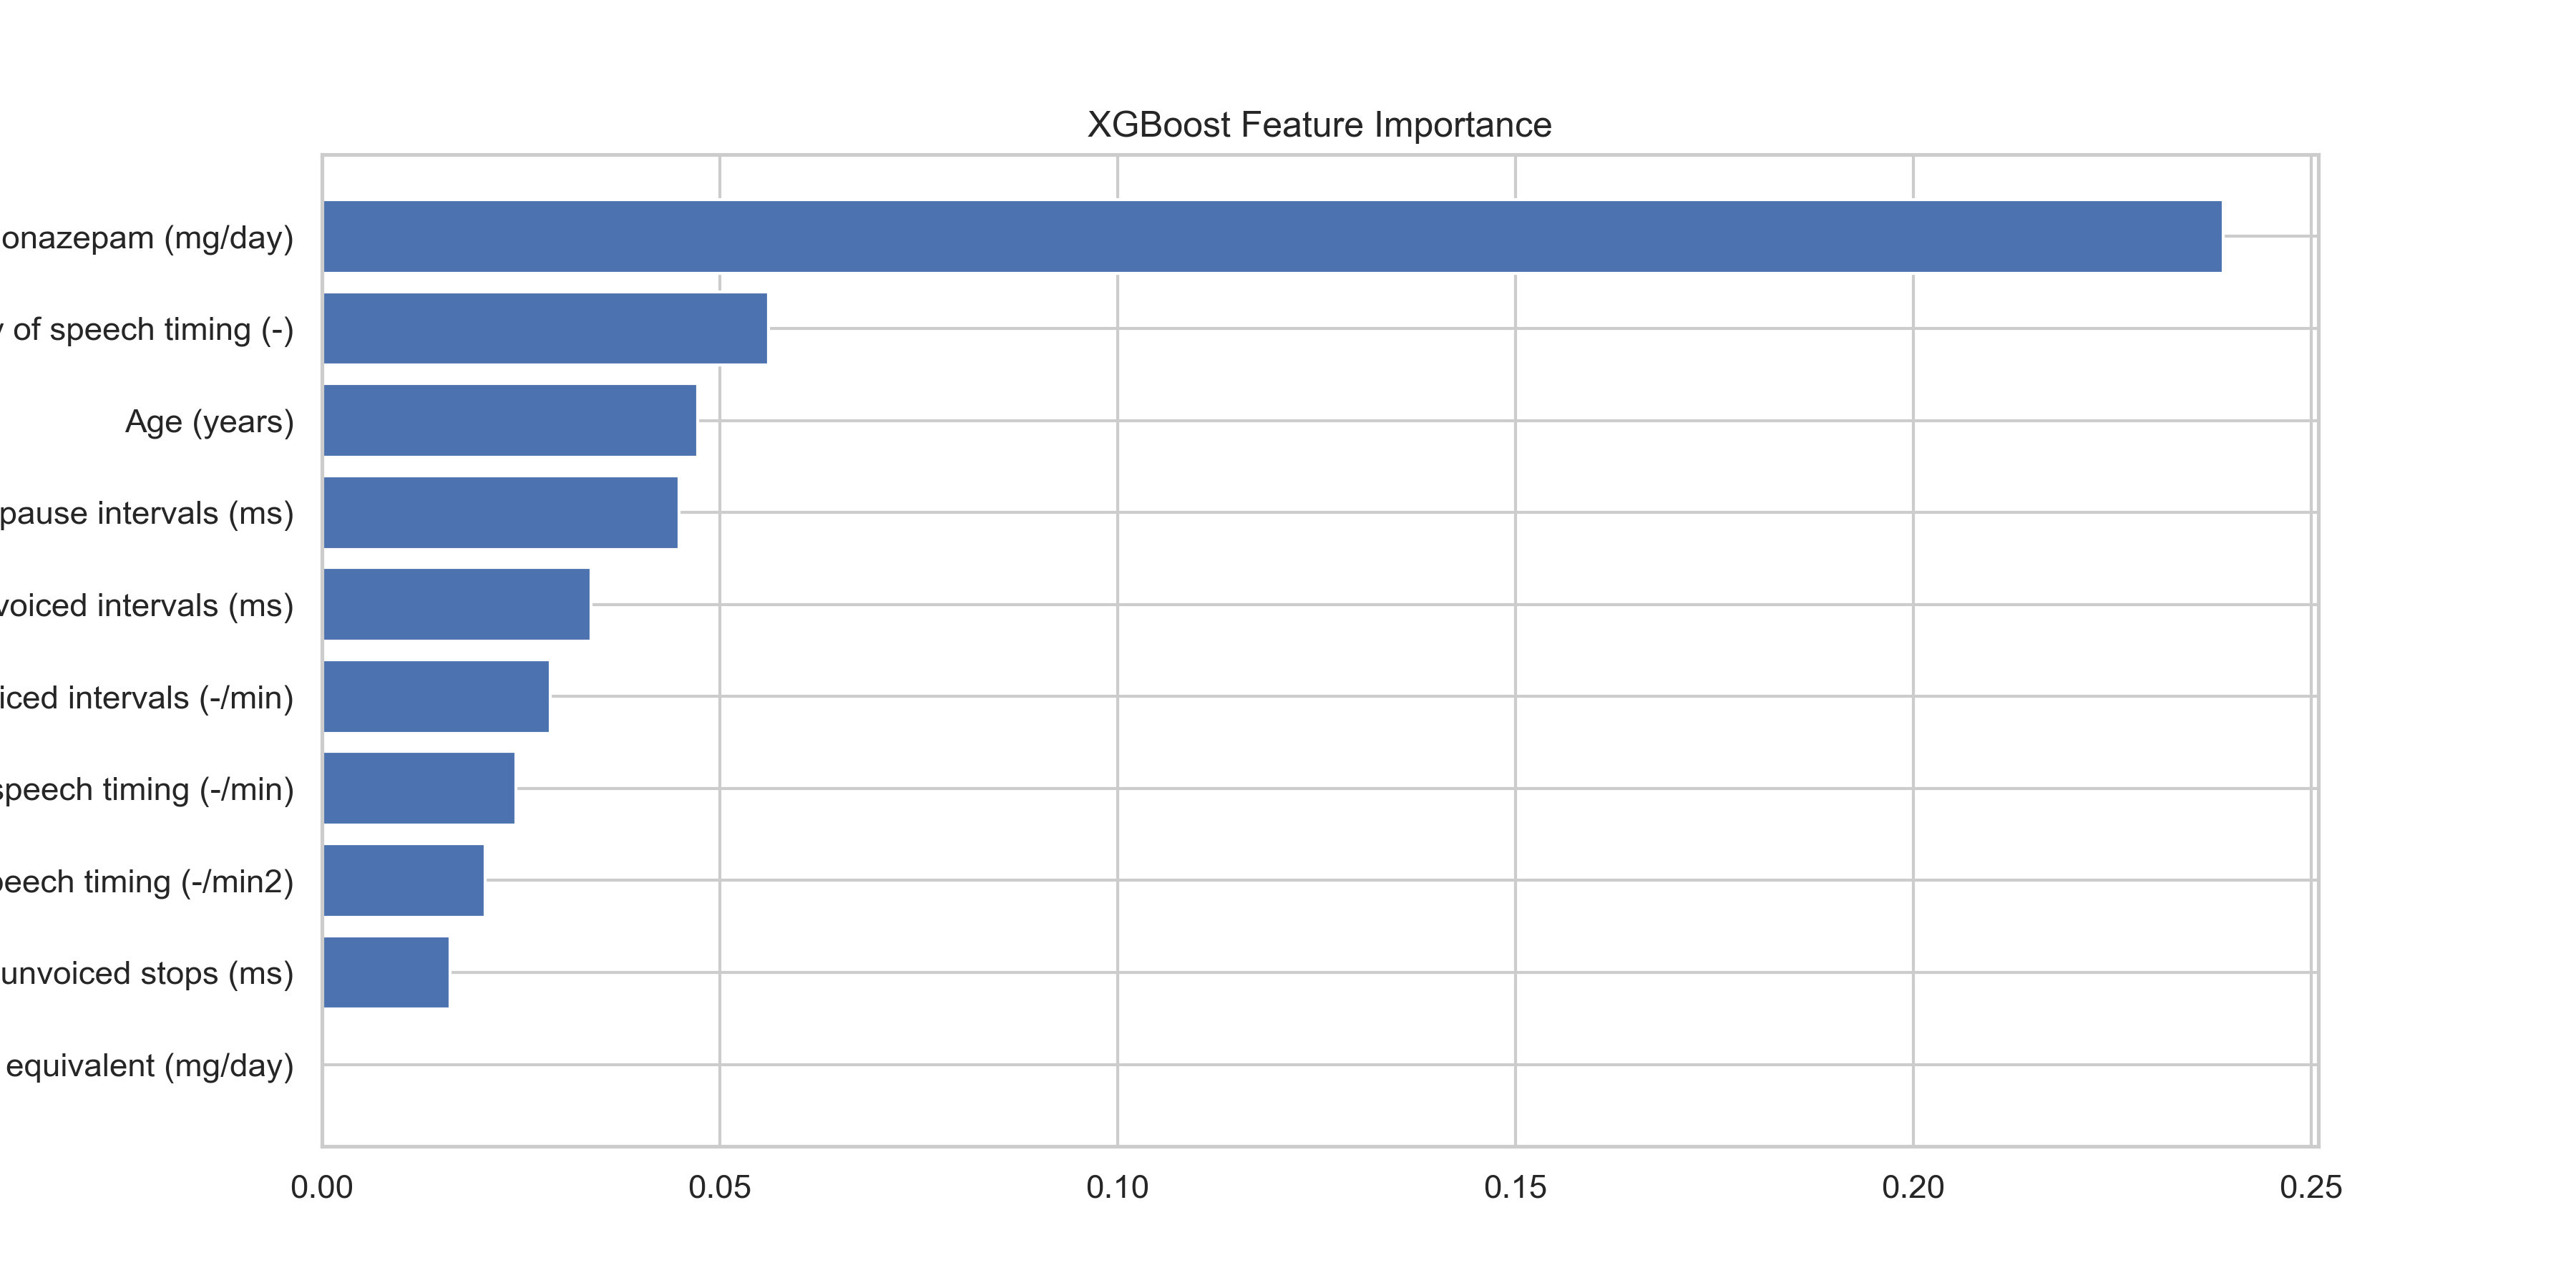 XGBoost Feature Importance
onazepam (mg/day)
of speech timing (-)
Age (years)
pause intervals (ms)
voiced intervals (ms)
iced intervals (-/min)
speech timing (-/min)
eech timing (-/min2)
unvoiced stops (ms)
equivalent (mg/day)
0.00 0.05 0.10 0.15 0.20 0.25